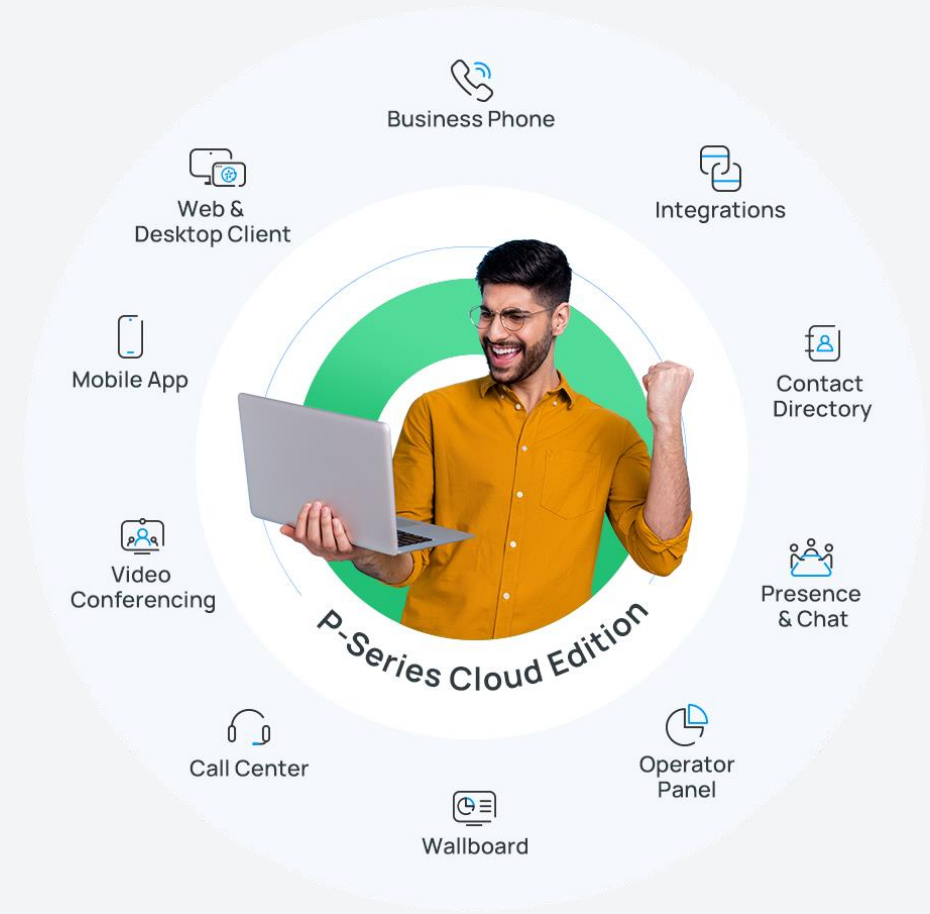 Business Phone
Integrations
Contact
Directory
Presence
& Chat
Operator
Panel
Wallboard
Call Center
Video
Conferencing
Mobile App
Web &
Desktop Client
P-Series Cloud Edition